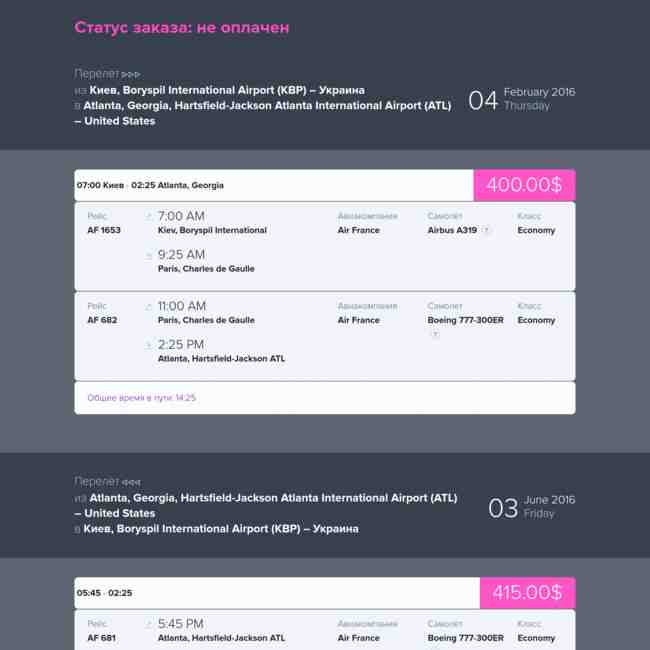 Статус заказа: не оплачен
Перелёт ▹▹▹
из Киев, Boryspil International Airport (KBP) – Украина
в Atlanta, Georgia, Hartsfield-Jackson Atlanta International Airport (ATL)
– United States
04 February 2016
Thursday
07:00 Киев - 02:25 Atlanta, Georgia
400.00$
Рейс
AF 1653
7:00 AM
Kiev, Boryspil International
9:25 AM
Paris, Charles de Gaulle
Авиакомпания
Air France
Самолёт
Airbus A319 ?
Класс
Economy
Рейс
AF 682
11:00 AM
Paris, Charles de Gaulle
2:25 PM
Atlanta, Hartsfield-Jackson ATL
Авиакомпания
Air France
Самолёт
Boeing 777-300ER
?
Класс
Economy
Общее время в пути: 14:25
Перелёт ◃◃◃
из Atlanta, Georgia, Hartsfield-Jackson Atlanta International Airport (ATL)
– United States
в Киев, Boryspil International Airport (KBP) – Украина
03 June 2016
Friday
05:45 - 02:25
415.00$
Рейс
AF 681
5:45 PM
Atlanta, Hartsfield-Jackson ATL
Авиакомпания
Air France
Самолёт
Boeing 777-300ER
Класс
Economy